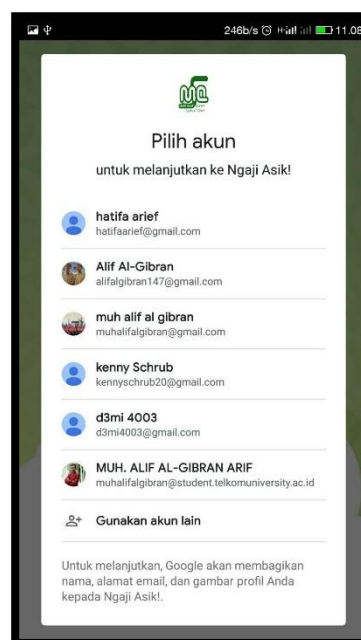 246b/s 11.08
Pilih akun
untuk melanjutkan ke Ngaji Asik!
hatifa arief
hatifaarief@gmail.com
Alif Al-Gibran
alifalgibran147@gmail.com
muh alif al gibran
muhalifalgibran@gmail.com
kenny Schrub
kennyschrub20@gmail.com
d3mi 4003
d3mi4003@gmail.com
MUH. ALIF AL-GIBRAN ARIF
muhalifalgibran@student.telkomuniversity.ac.id
Gunakan akun lain
Untuk melanjutkan, Google akan membagikan
nama, alamat email, dan gambar profil Anda
kepada Ngaji Asik!.